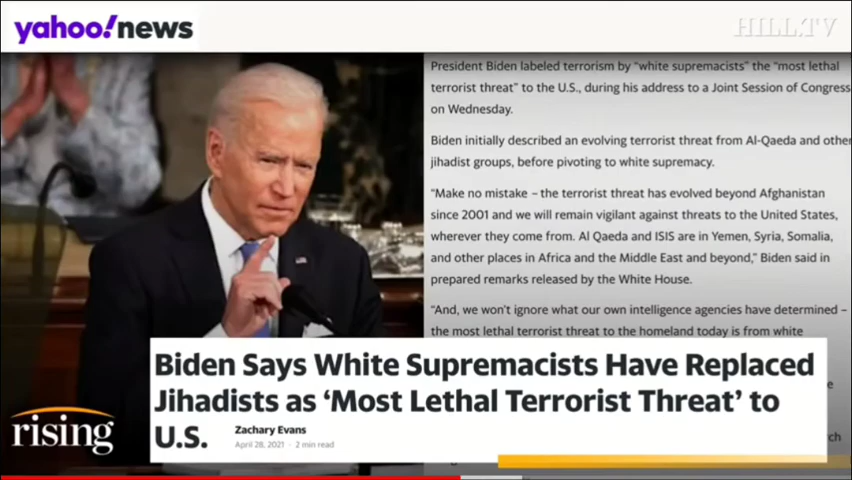 yahoo!news
HILL.TV
President Biden labeled terrorism by “white supremacists” the “most lethal
terrorist threat” to the U.S., during his address to a Joint Session of Congress
on Wednesday.
Biden initially described an evolving terrorist threat from Al-Qaeda and other
jihadist groups, before pivoting to white supremacy.
“Make no mistake – the terrorist threat has evolved beyond Afghanistan
since 2001 and we will remain vigilant against threats to the United States,
wherever they come from. Al Qaeda and ISIS are in Yemen, Syria, Somalia,
and other places in Africa and the Middle East and beyond,” Biden said in
prepared remarks released by the White House.
“And, we won’t ignore what our own intelligence agencies have determined –
the most lethal terrorist threat to the homeland today is from white
Biden Says White Supremacists Have Replaced
Jihadists as ‘Most Lethal Terrorist Threat’ to
U.S.
Zachary Evans
April 28, 2021 · 2 min read
rising